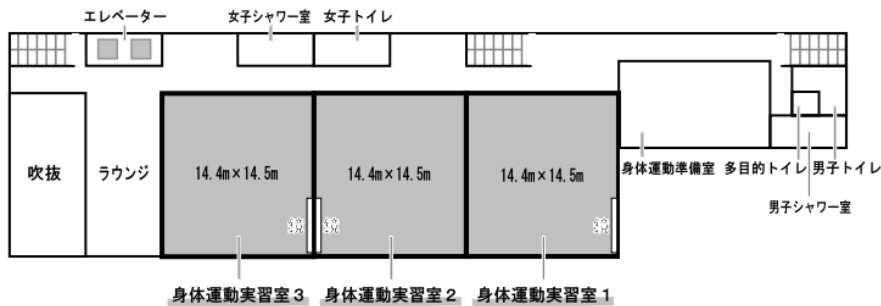 エレベーター
女子シャワー室
女子トイレ
吹抜
ラウンジ
14.4m×14.5m
14.4m×14.5m
14.4m×14.5m
鏡
鏡
鏡
身体運動準備室
多目的トイレ
男子トイレ
男子シャワー室
身体運動実習室3
身体運動実習室2
身体運動実習室1